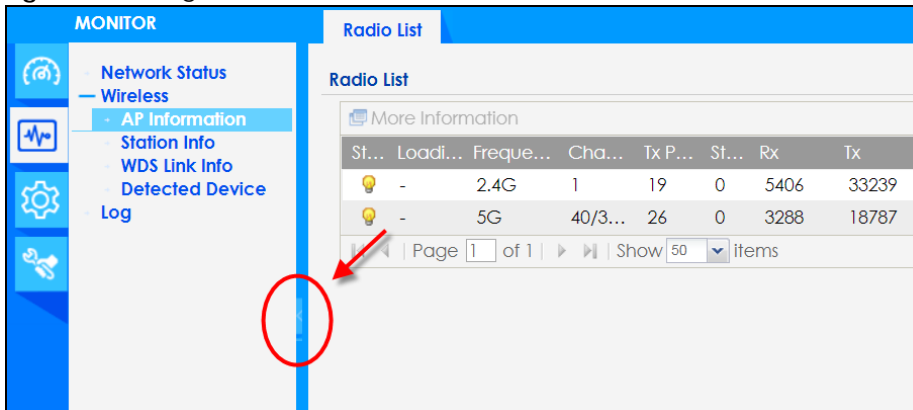 MONITOR
Network Status
Wireless
AP Information
Station Info
WDS Link Info
Detected Device
Log
Radio List
Radio List
More Information
St... Loadi... Freque... Cha... Tx P... St... Rx Tx
- 2.4G 1 19 0 5406 33239
- 5G 40/3... 26 0 3288 18787
Page 1 of 1 Show 50 items